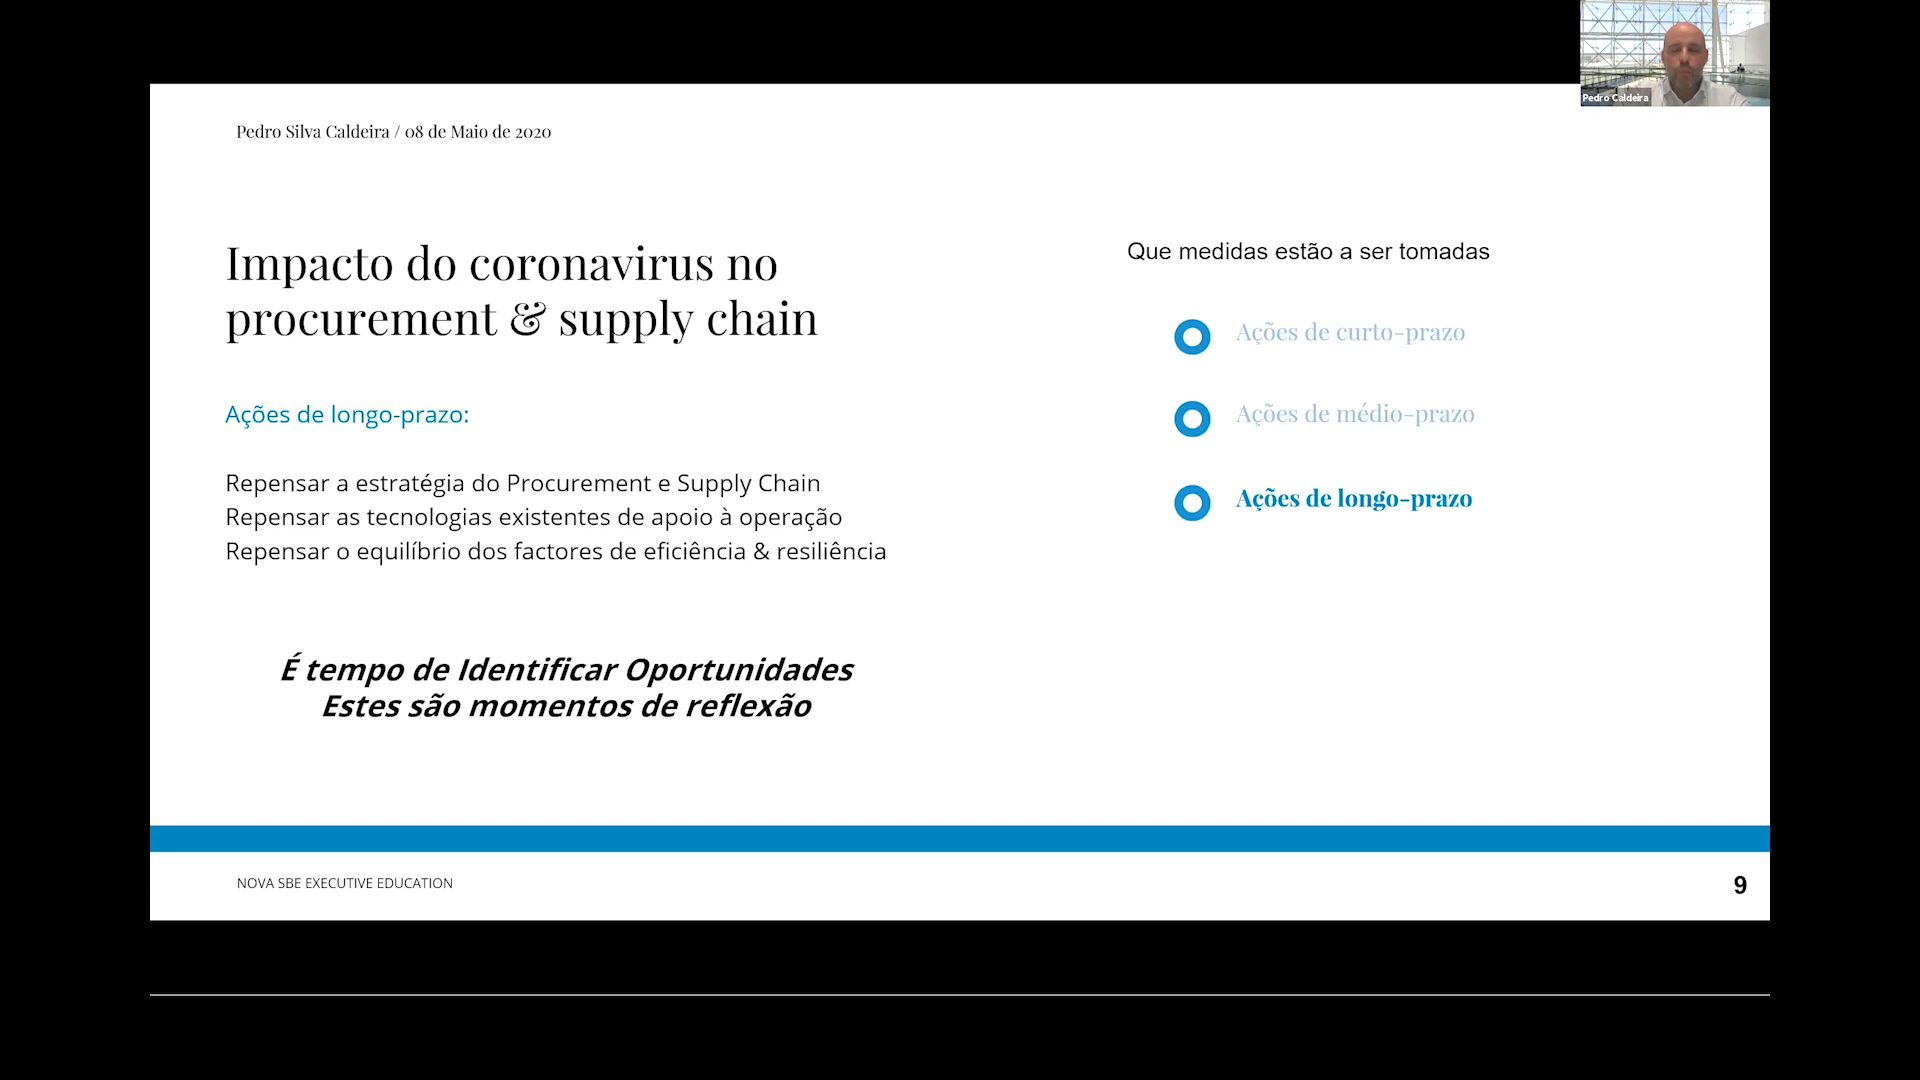 Pedro Caldeira
Pedro Silva Caldeira / 08 de Maio de 2020
Impacto do coronavirus no
procurement & supply chain
Ações de longo-prazo:
Repensar a estratégia do Procurement e Supply Chain
Repensar as tecnologias existentes de apoio à operação
Repensar o equilíbrio dos factores de eficiência & resiliência
É tempo de Identificar Oportunidades
Estes são momentos de reflexão
Que medidas estão a ser tomadas
Ações de curto-prazo
Ações de médio-prazo
Ações de longo-prazo
NOVA SBE EXECUTIVE EDUCATION
9